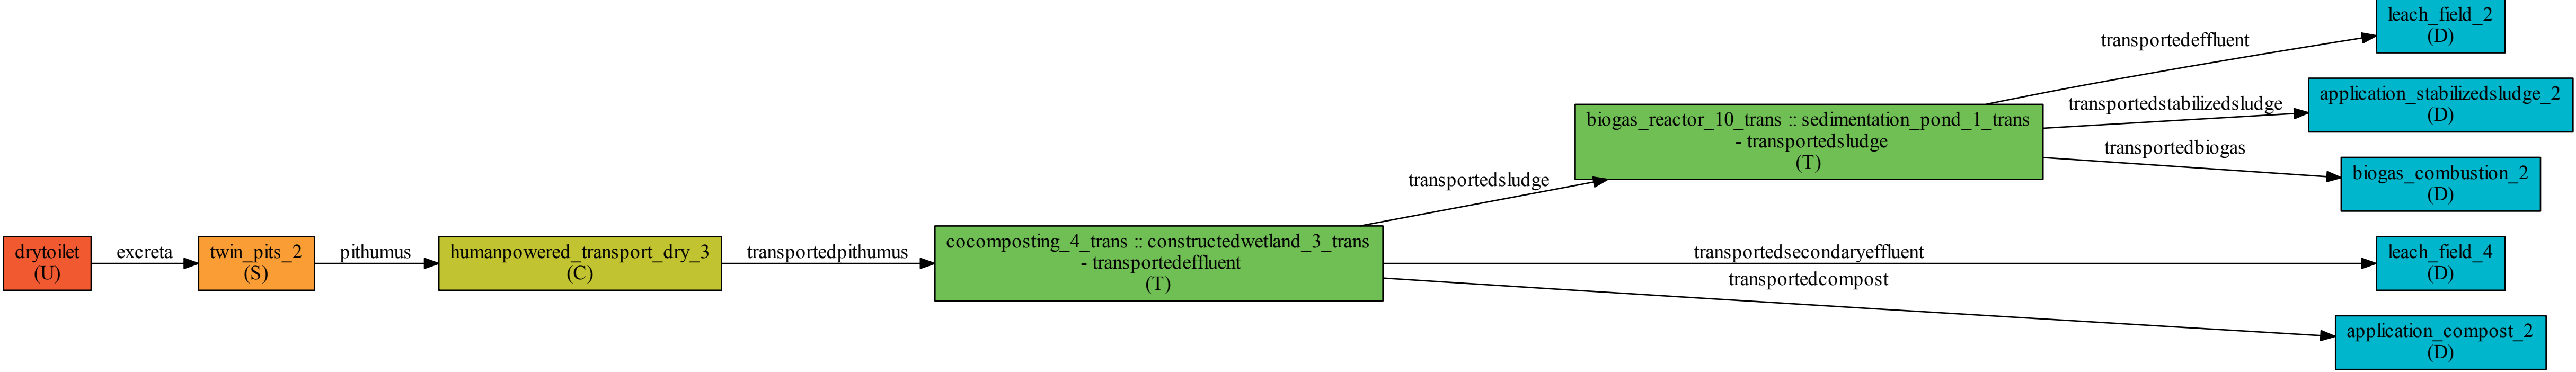 drytoilet
(U)
excreta
twin_pits_2
(S)
pithumus
humanpowered_transport_dry_3
(C)
transportedpithumus
cocomposting_4_trans :: constructedwetland_3_trans
- transportedeffluent
(T)
transportedsludge
biogas_reactor_10_trans :: sedimentation_pond_1_trans
- transportedsludge
(T)
transportedeffluent
leach_field_2
(D)
transportedstabilizedsludge
application_stabilizedsludge_2
(D)
transportedbiogas
biogas_combustion_2
(D)
transportedsecondaryeffluent
leach_field_4
(D)
transportedcompost
application_compost_2
(D)